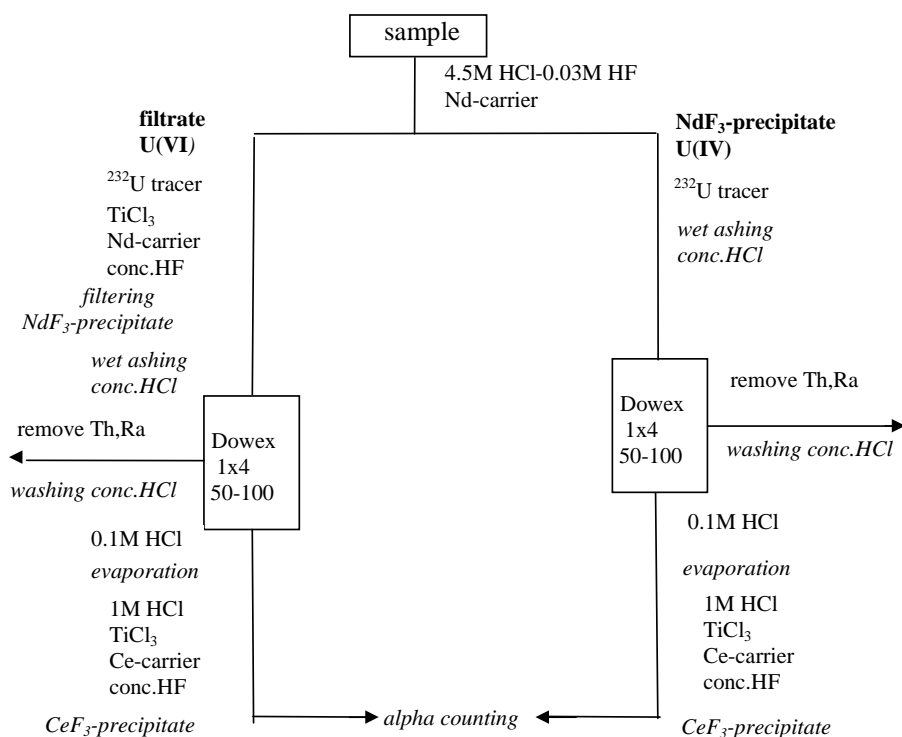 sample
4.5M HCl-0.03M HF
Nd-carrier
filtrate
U(VI)
²³²U tracer
TiCl₃
Nd-carrier
conc.HF
filtering
NdF₃-precipitate
wet ashing
conc.HCl
remove Th,Ra
washing conc.HCl
Dowex
1x4
50-100
0.1M HCl
evaporation
1M HCl
TiCl₃
Ce-carrier
conc.HF
CeF₃-precipitate
NdF₃-precipitate
U(IV)
²³²U tracer
wet ashing
conc.HCl
Dowex
1x4
50-100
remove Th,Ra
washing conc.HCl
0.1M HCl
evaporation
1M HCl
TiCl₃
Ce-carrier
conc.HF
CeF₃-precipitate
alpha counting